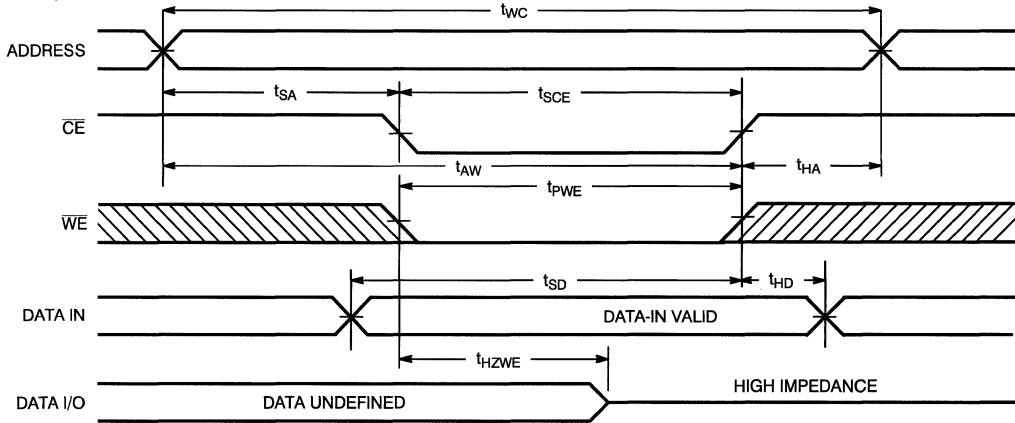 tWC
ADDRESS
tSA
tSCE
CE
tAW
tHA
tPWE
WE
tSD
tHD
DATA IN
DATA-IN VALID
tHZWE
DATA I/O
DATA UNDEFINED
HIGH IMPEDANCE